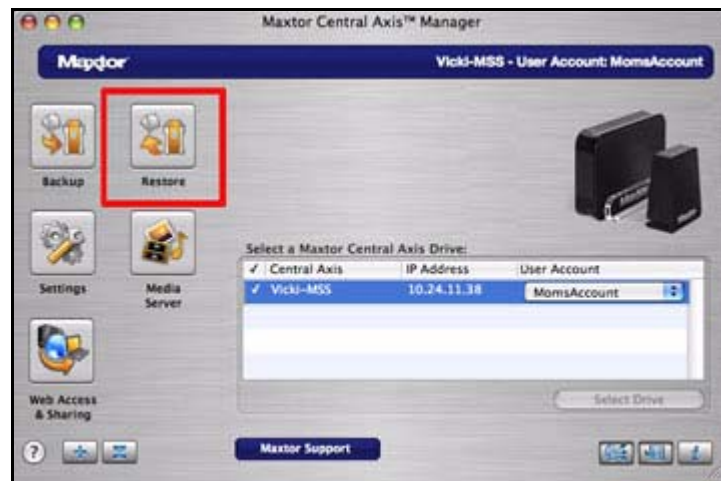 Maxtor Central Axis™ Manager
Maxtor
Vicki-MSS - User Account: MomsAccount
Backup
Restore
Settings
Media
Server
Web Access
& Sharing
Select a Maxtor Central Axis Drive:
✓ Central Axis IP Address User Account
✓ Vicki-MSS 10.24.11.38 MomsAccount
Select Drive
? Maxtor Support i